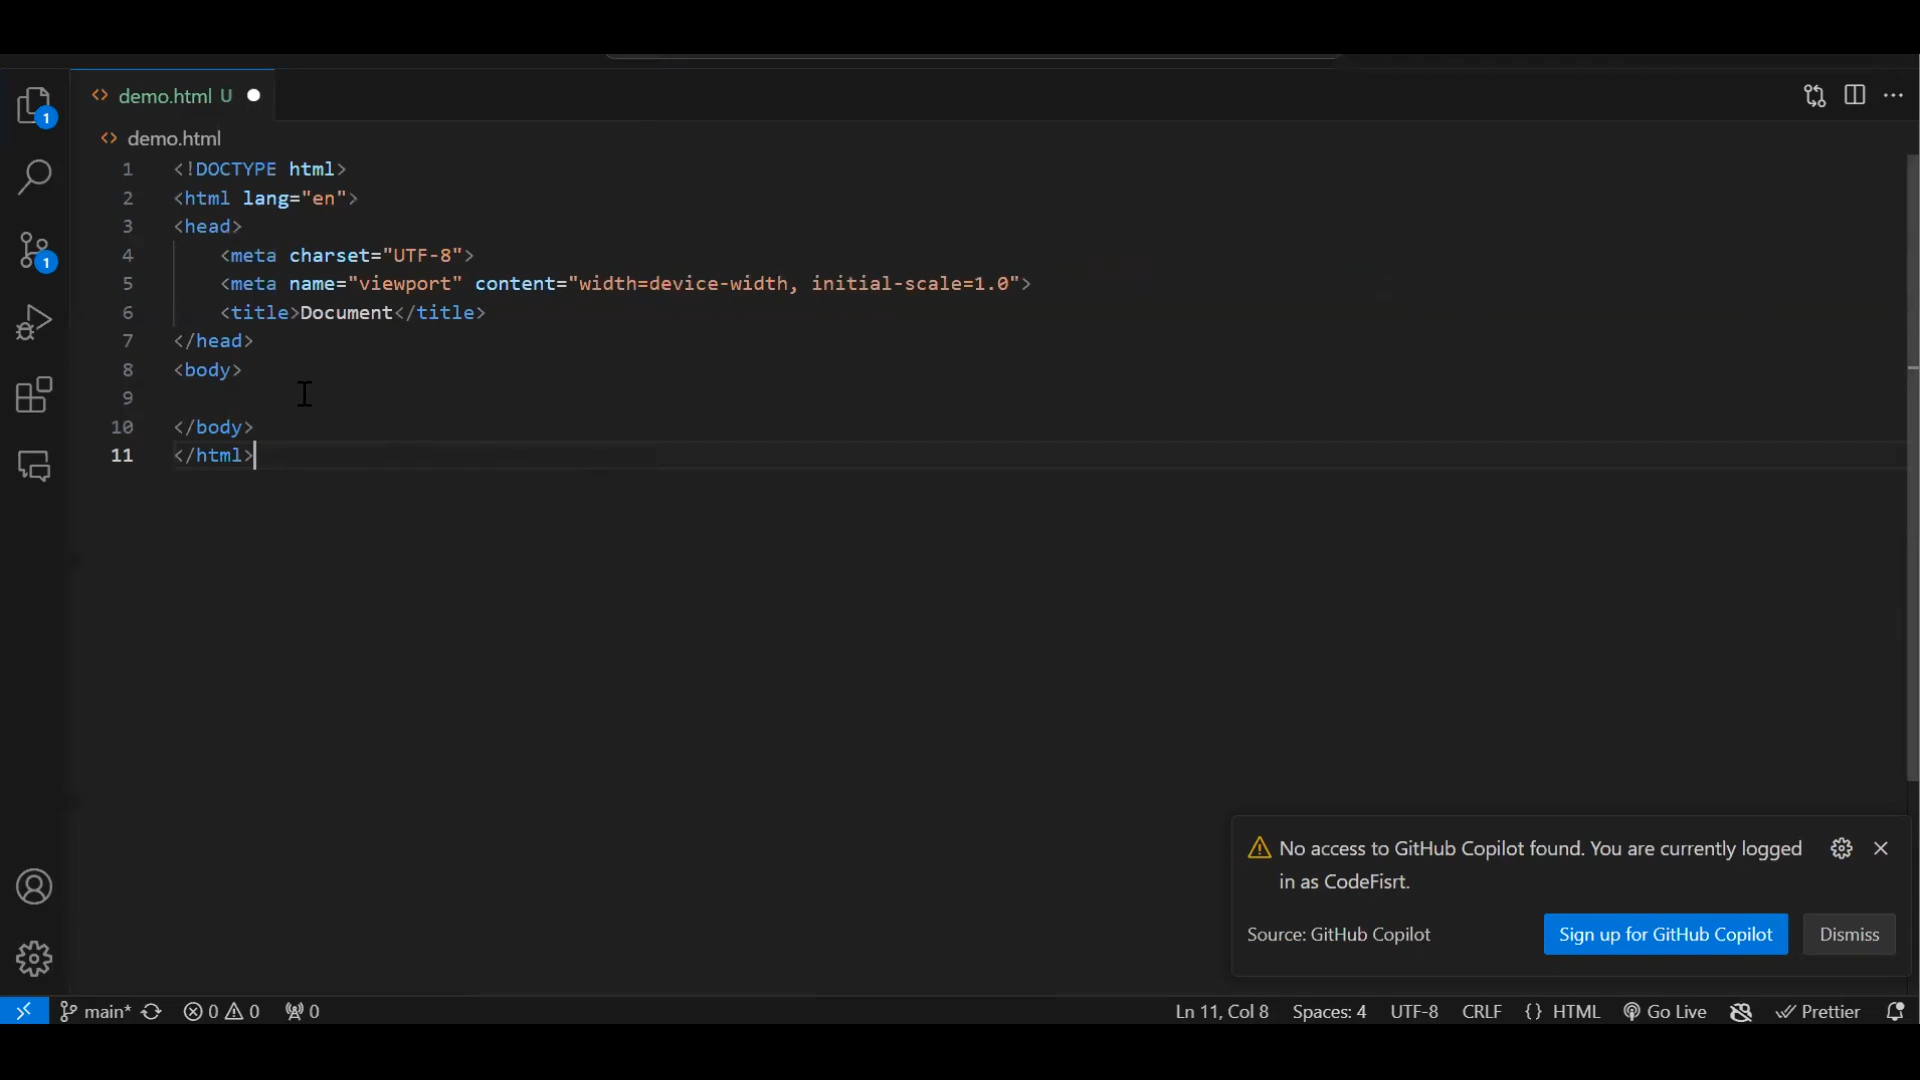 demo.html U
demo.html
1 <!DOCTYPE html>
2 <html lang="en">
3 <head>
4     <meta charset="UTF-8">
5     <meta name="viewport" content="width=device-width, initial-scale=1.0">
6     <title>Document</title>
7 </head>
8 <body>
9
10 </body>
11 </html>
1
1
No access to GitHub Copilot found. You are currently logged
in as CodeFisrt.
Source: GitHub Copilot
Sign up for GitHub Copilot
Dismiss
main* 0 0 0 Ln 11, Col 8 Spaces: 4 UTF-8 CRLF {} HTML Go Live Prettier